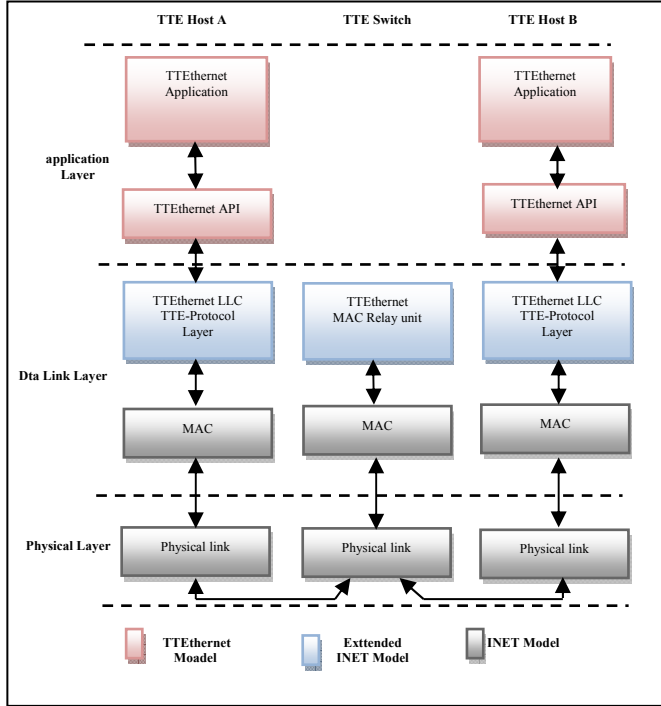 TTE Host A
TTE Switch
TTE Host B
TTEthernet
Application
TTEthernet
Application
application
Layer
TTEthernet API
TTEthernet API
TTEthernet LLC
TTE-Protocol
Layer
TTEthernet
MAC Relay unit
TTEthernet LLC
TTE-Protocol
Layer
Dta Link Layer
MAC
MAC
MAC
Physical Layer
Physical link
Physical link
Physical link
TTEthernet
Moadel
Exttended
INET Model
INET Model